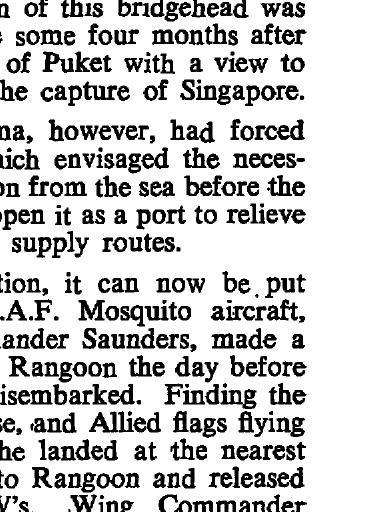 of this bridgehead was
some four months after
of Puket with a view to
he capture of Singapore.
na, however, had forced
ich envisaged the neces-
on from the sea before the
open it as a port to relieve
supply routes.
tion, it can now be put
.A.F. Mosquito aircraft,
ander Saunders, made a
Rangoon the day before
isembarked. Finding the
se, and Allied flags flying
he landed at the nearest
to Rangoon and released
W's. Wing Commander